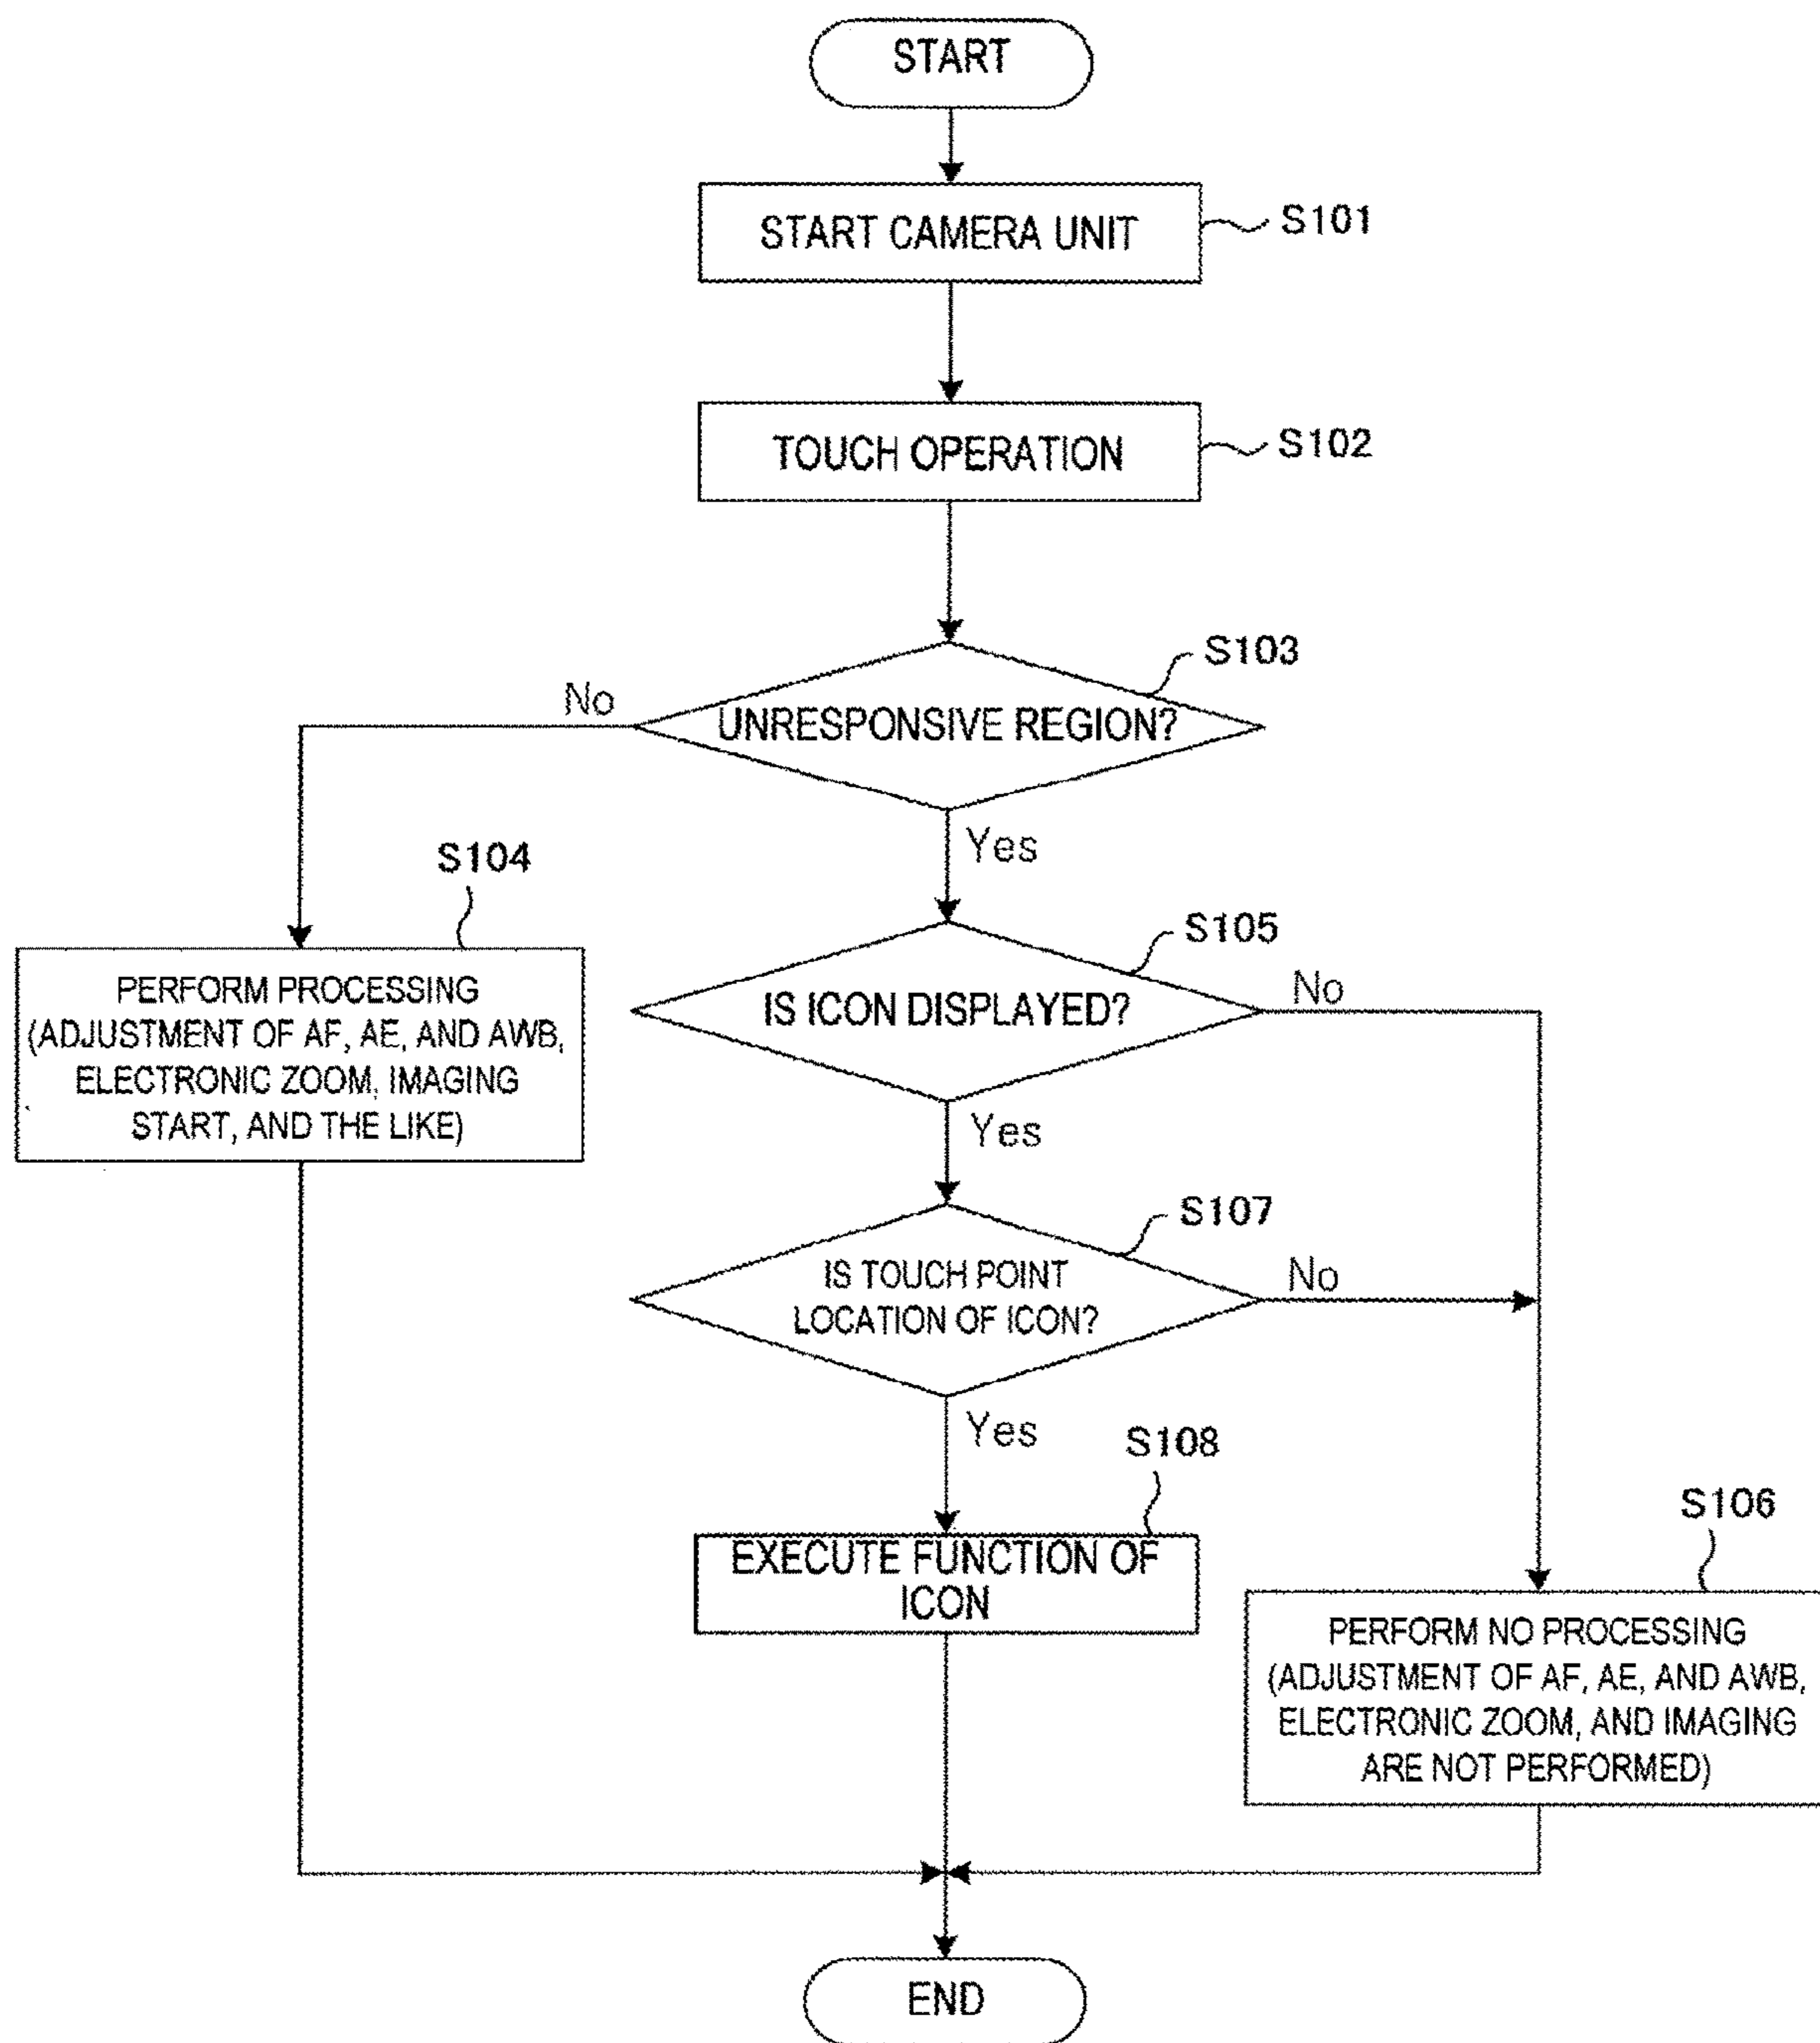 START
START CAMERA UNIT
S101
TOUCH OPERATION
S102
S103
UNRESPONSIVE REGION?
No
Yes
S104
PERFORM PROCESSING
(ADJUSTMENT OF AF, AE, AND AWB,
ELECTRONIC ZOOM, IMAGING
START, AND THE LIKE)
S105
IS ICON DISPLAYED?
No
Yes
S107
IS TOUCH POINT
LOCATION OF ICON?
No
Yes
S108
EXECUTE FUNCTION OF
ICON
S106
PERFORM NO PROCESSING
(ADJUSTMENT OF AF, AE, AND AWB,
ELECTRONIC ZOOM, AND IMAGING
ARE NOT PERFORMED)
END